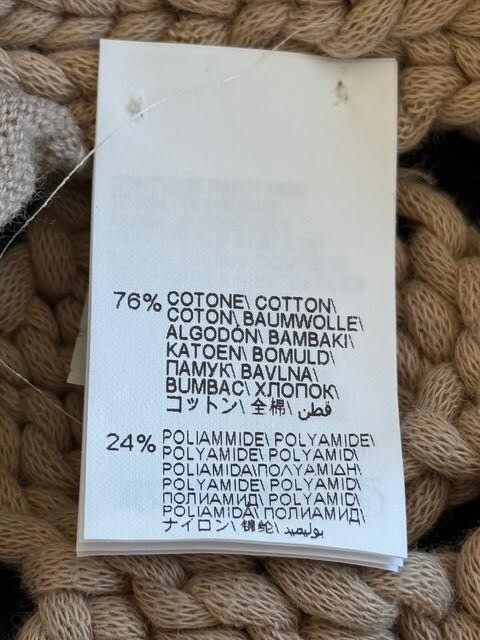 76% COTONE\ COTTON\
COTON\ BAUMWOLLE\
ALGODÓN\ BAMBAKI\
KATOEN\ BOMULD\
ПАМУК\ BAVLNA\
BUMBAC\ ХЛОПОК\
コットン\ 全棉\ قطن
24% POLIAMMIDE\ POLYAMIDE\
POLYAMIDE\ POLYAMID\
POLIAMIDA\ ΠΟΛΥΑΜΙΔΗ\
POLYAMIDE\ POLYAMID\
ПОЛИАМИД\ POLYAMID\
POLIAMIDA\ ПОЛИАМИД\
ナイロン\ 锦纶\ بوليميد